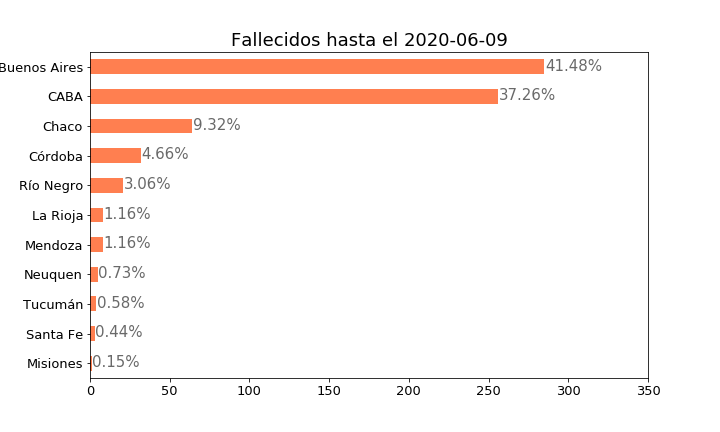 Fallecidos hasta el 2020-06-09
Buenos Aires 41.48%
CABA 37.26%
Chaco 9.32%
Córdoba 4.66%
Río Negro 3.06%
La Rioja 1.16%
Mendoza 1.16%
Neuquen 0.73%
Tucumán 0.58%
Santa Fe 0.44%
Misiones 0.15%
0 50 100 150 200 250 300 350